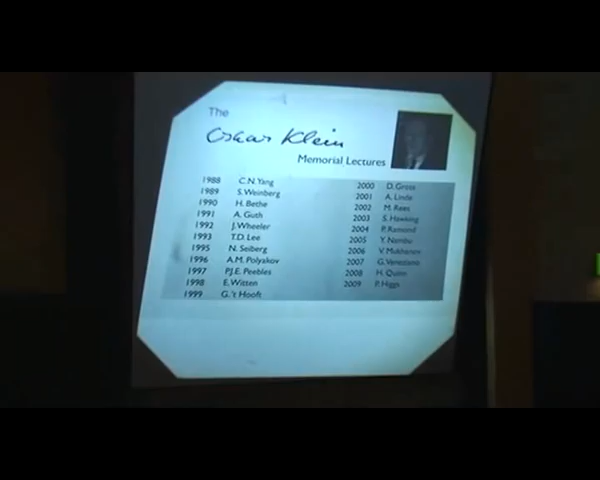 The
Oskar Klein
Memorial Lectures
1988 C.N. Yang
1989 S. Weinberg
1990 H. Bethe
1991 A. Guth
1992 J. Wheeler
1993 T.D. Lee
1995 N. Seiberg
1996 A.M. Polyakov
1997 P.J.E. Peebles
1998 E. Witten
1999 G. 't Hooft
2000 D. Gross
2001 A. Linde
2002 M. Rees
2003 S. Hawking
2004 P. Ramond
2005 Y. Nambu
2006 V. Mukhanov
2007 G. Veneziano
2008 H. Quinn
2009 P. Higgs